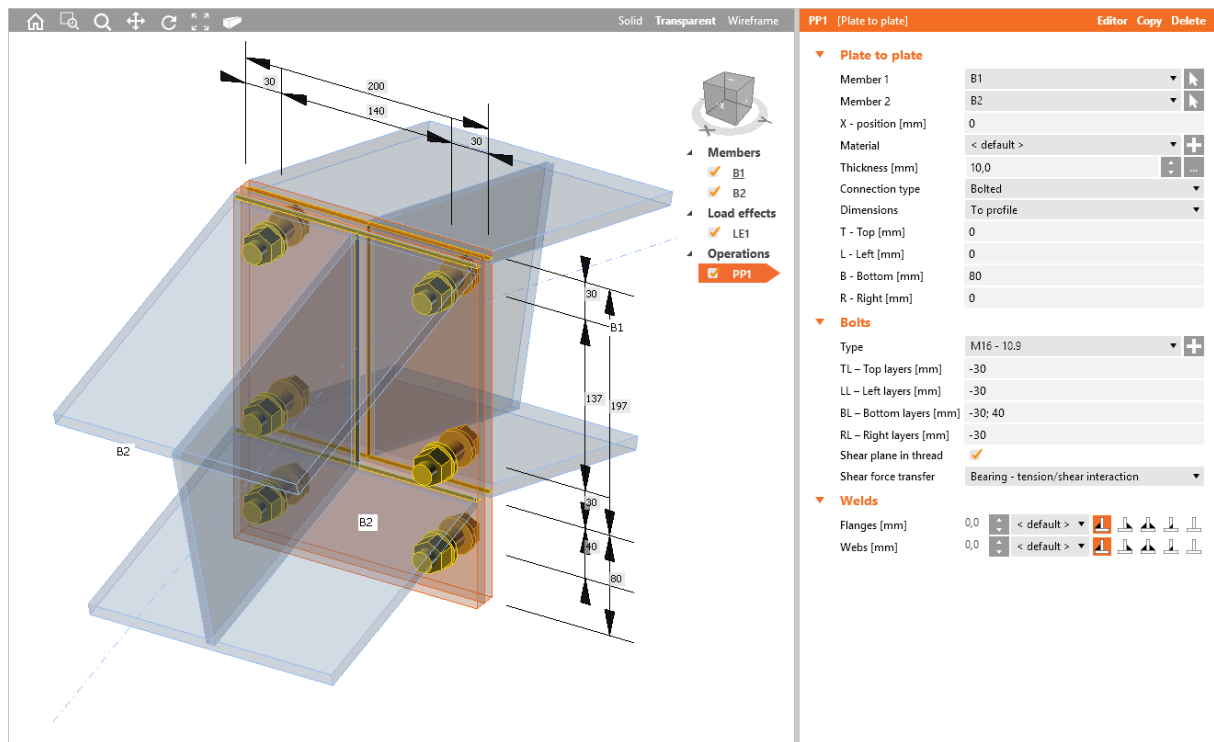 Solid Transparent Wireframe
PP1 [Plate to plate] Editor Copy Delete
30
200
140
30
30
B1
137
197
30
40
80
B2
B2
X
Members
B1
B2
Load effects
LE1
Operations
PP1
Plate to plate
Member 1 B1
Member 2 B2
X - position [mm] 0
Material < default >
Thickness [mm] 10,0 ...
Connection type Bolted
Dimensions To profile
T - Top [mm] 0
L - Left [mm] 0
B - Bottom [mm] 80
R - Right [mm] 0
Bolts
Type M16 - 10.9
TL – Top layers [mm] -30
LL – Left layers [mm] -30
BL – Bottom layers [mm] -30; 40
RL – Right layers [mm] -30
Shear plane in thread
Shear force transfer Bearing - tension/shear interaction
Welds
Flanges [mm] 0,0 < default >
Webs [mm] 0,0 < default >